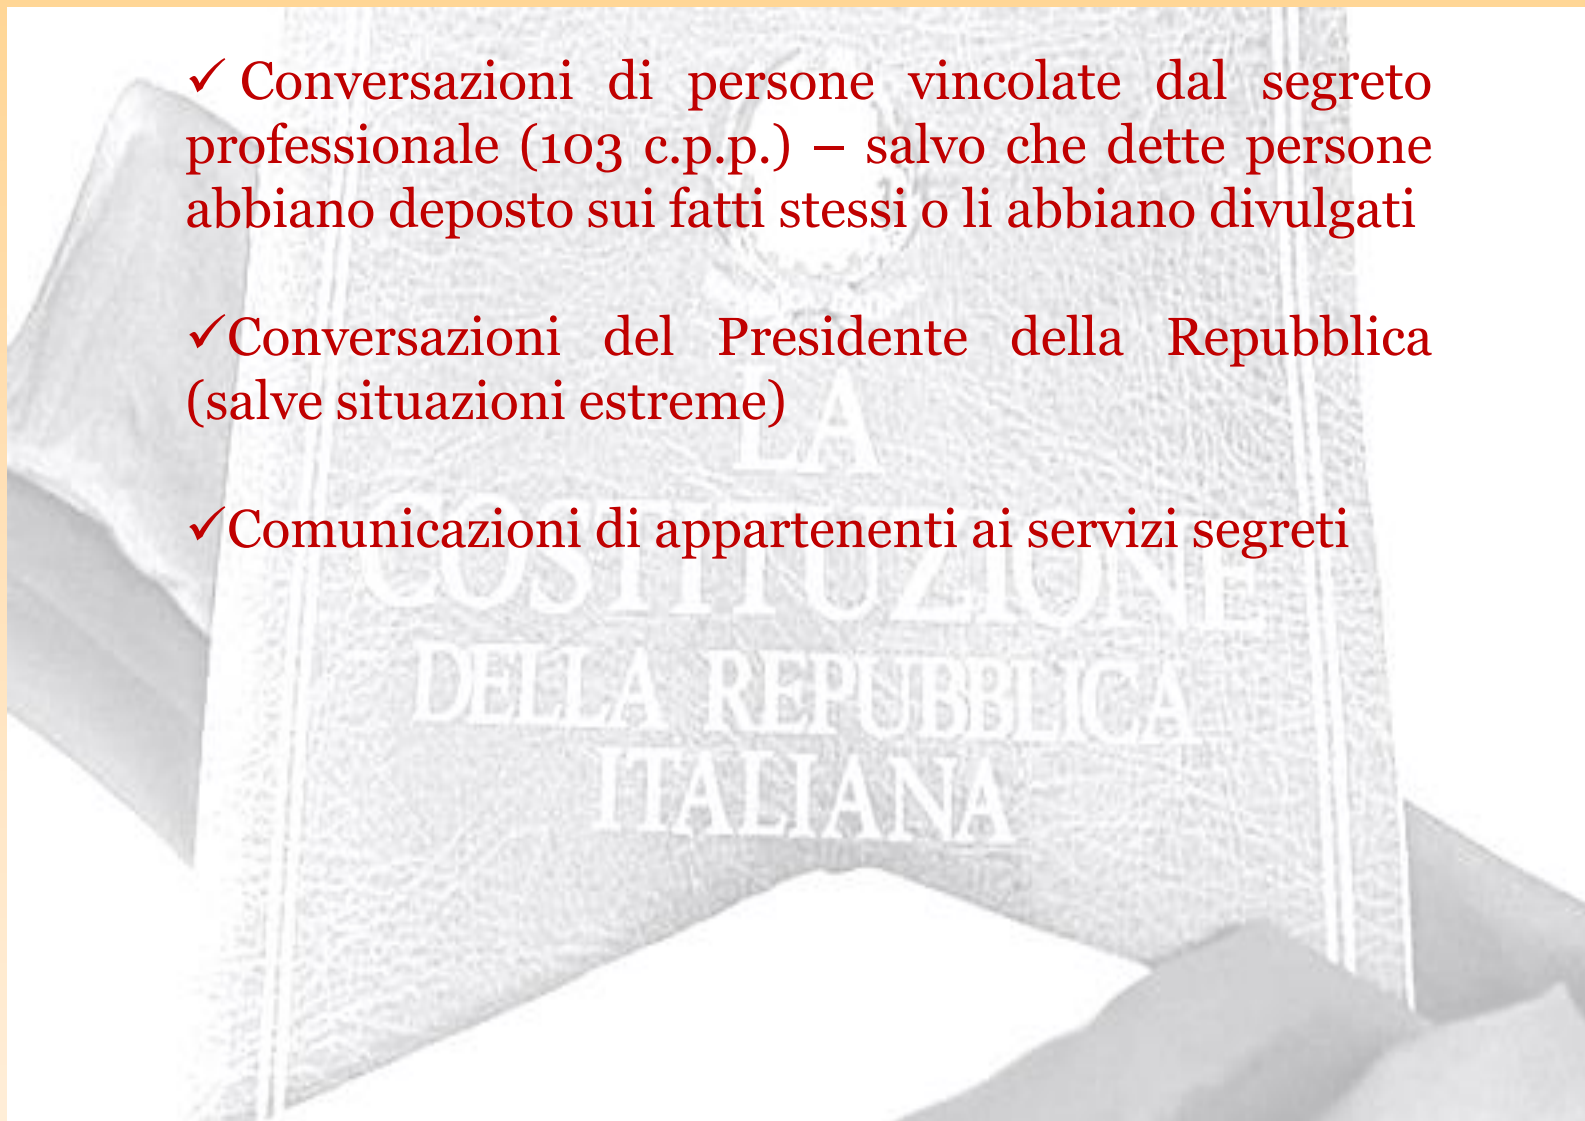 ✓ Conversazioni di persone vincolate dal segreto
professionale (103 c.p.p.) – salvo che dette persone
abbiano deposto sui fatti stessi o li abbiano divulgati
✓Conversazioni del Presidente della Repubblica
(salve situazioni estreme)
✓Comunicazioni di appartenenti ai servizi segreti
LA
COSTITUZIONE
DELLA REPUBBLICA
ITALIANA